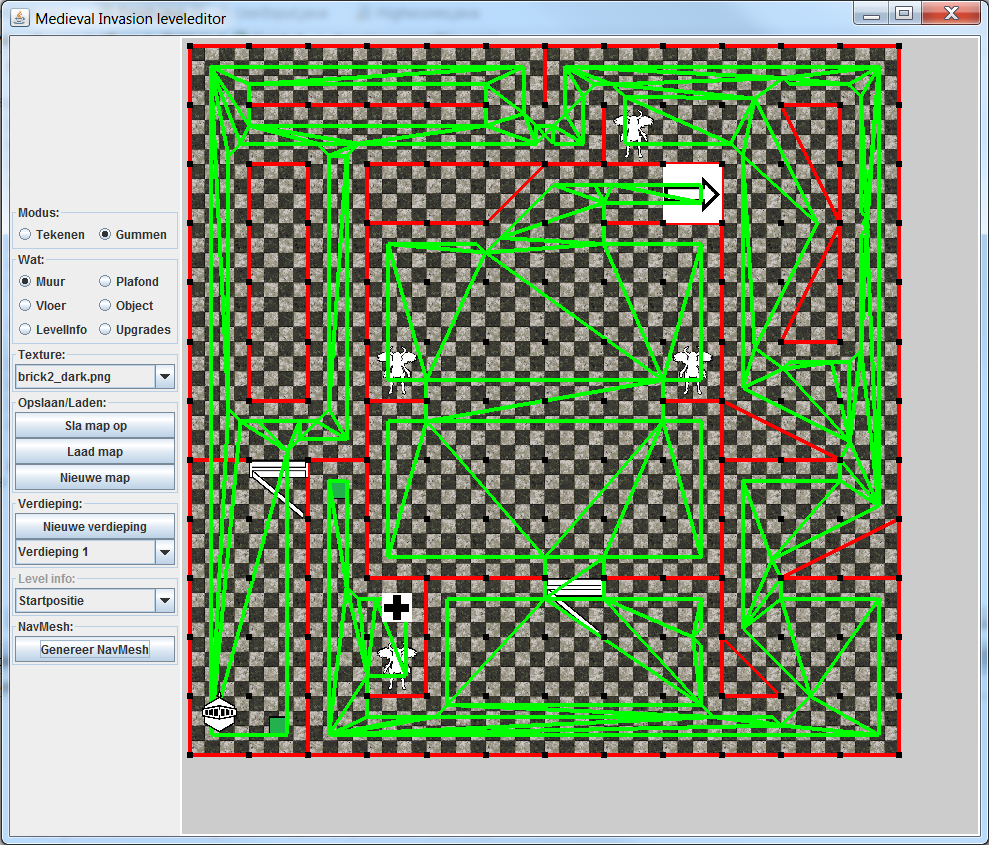 Medieval Invasion leveleditor
Modus:
Tekenen Gummen
Wat:
Muur Plafond
Vloer Object
LevelInfo Upgrades
Texture:
brick2_dark.png
Opslaan/Laden:
Sla map op
Laad map
Nieuwe map
Verdieping:
Nieuwe verdieping
Verdieping 1
Level info:
Startpositie
NavMesh:
Genereer NavMesh